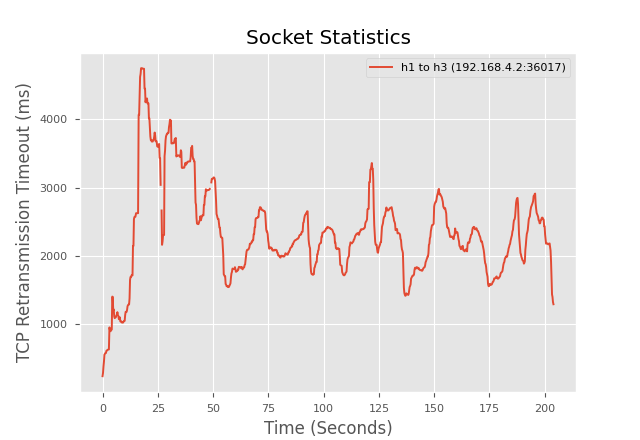 Socket Statistics
h1 to h3 (192.168.4.2:36017)
TCP Retransmission Timeout (ms)
4000
3000
2000
1000
0 25 50 75 100 125 150 175 200
Time (Seconds)